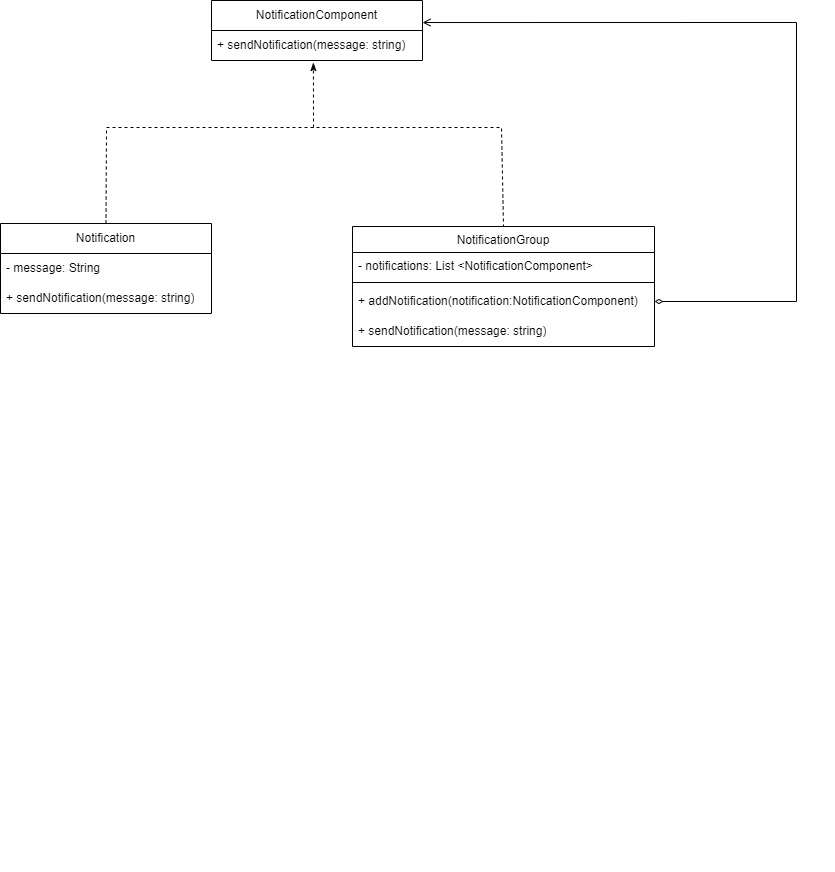 NotificationComponent
+ sendNotification(message: string)
Notification
- message: String
+ sendNotification(message: string)
NotificationGroup
- notifications: List <NotificationComponent>
+ addNotification(notification:NotificationComponent)
+ sendNotification(message: string)